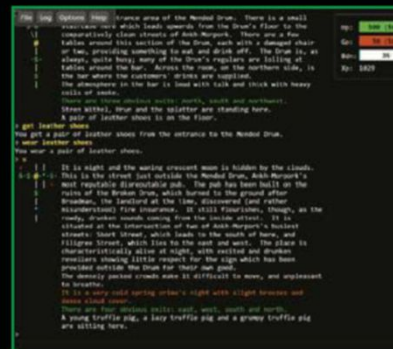 File Log Options Help
trance area of the Mended Drum. There is a small
staircase here which leads upwards from the Drum's floor to the
comparatively clean streets of Ankh-Morpork. There are a few
tables around this section of the Drum, each with a damaged chair
or two, providing something to eat and drink off. The Drum is, as
always, quite busy; many of the Drum's regulars are lolling at
tables around the bar. Across the room, on the northern side, is
the bar where the customers' drinks are supplied.
The atmosphere in the bar is loud with talk and thick with heavy
coils of smoke.
There are three obvious exits: north, south and northwest.
Stren Withel, Hrun and the splatter are standing here.
A pair of leather shoes is on the floor.
> get leather shoes
You get a pair of leather shoes from the entrance to the Mended Drum.
> wear leather shoes
You wear a pair of leather shoes.
It is night and the waning crescent moon is hidden by the clouds.
This is the street just outside the Mended Drum, Ankh-Morpork's
most reputable disreputable pub. The pub has been built on the
ruins of the Broken Drum, which burned to the ground after
Broadman, the landlord at the time, discovered (and rather
misunderstood) fire insurance. It still flourishes, though, as the
rowdy, drunken sounds coming from the inside attest. It is
situated at the intersection of two of Ankh-Morpork's busiest
streets: Short Street, which leads to the south of here, and
Filigree Street, which lies to the east and west. The place is
characteristically alive at night, with excited and drunken
revellers showing little respect for the sign which has been
provided outside the Drum for their own good.
The densely packed crowds make it difficult to move, and unpleasant
to breathe.
It is a very cold spring prime's night with slight breezes and
dense cloud cover.
There are four obvious exits: east, west, south and north.
A young truffle pig, a lazy truffle pig and a grumpy truffle pig
are sitting here.
>
Hp:
Gp:
Xp: 1029